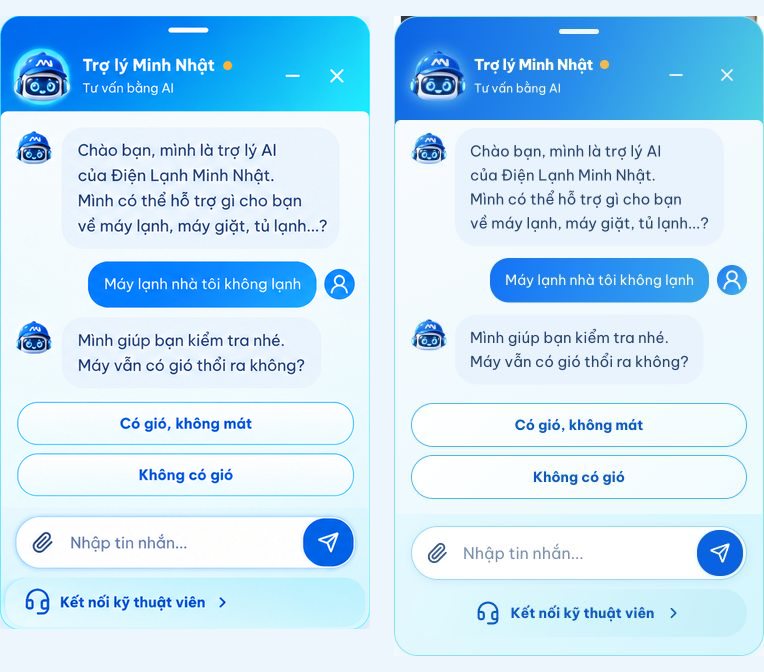 Trợ lý Minh Nhật
Tư vấn bằng AI
Chào bạn, mình là trợ lý AI
của Điện Lạnh Minh Nhật.
Mình có thể hỗ trợ gì cho bạn
về máy lạnh, máy giặt, tủ lạnh...?
Máy lạnh nhà tôi không lạnh
Mình giúp bạn kiểm tra nhé.
Máy vẫn có gió thổi ra không?
Có gió, không mát
Không có gió
Nhập tin nhắn...
Kết nối kỹ thuật viên
Trợ lý Minh Nhật
Tư vấn bằng AI
Chào bạn, mình là trợ lý AI
của Điện Lạnh Minh Nhật.
Mình có thể hỗ trợ gì cho bạn
về máy lạnh, máy giặt, tủ lạnh...?
Máy lạnh nhà tôi không lạnh
Mình giúp bạn kiểm tra nhé.
Máy vẫn có gió thổi ra không?
Có gió, không mát
Không có gió
Nhập tin nhắn...
Kết nối kỹ thuật viên